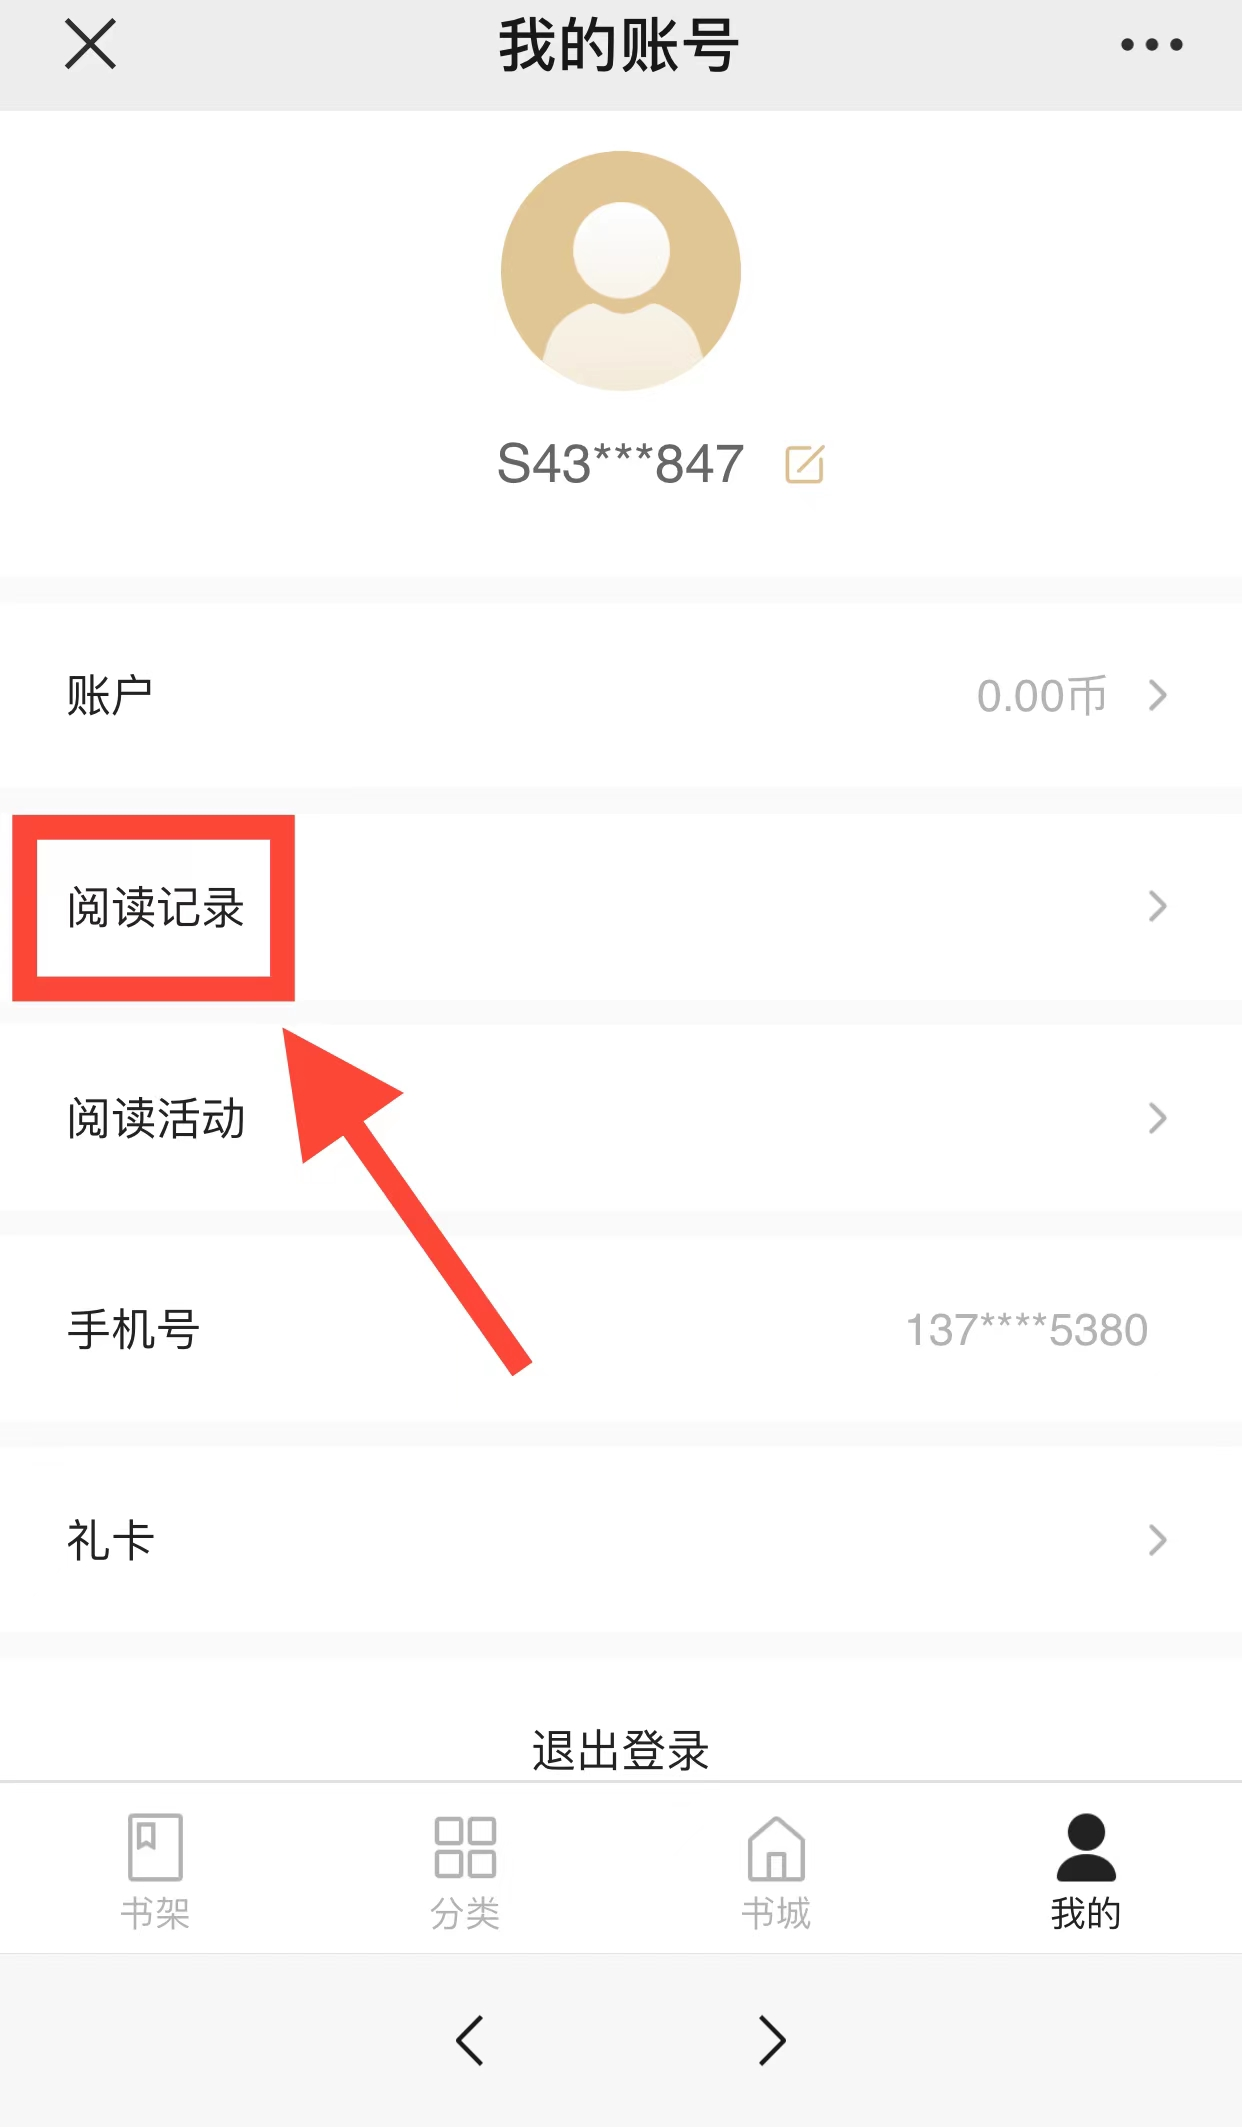 我的账号
S43***847
账户 0.00币
阅读记录
阅读活动
手机号 137****5380
礼卡
退出登录
书架 分类 书城 我的